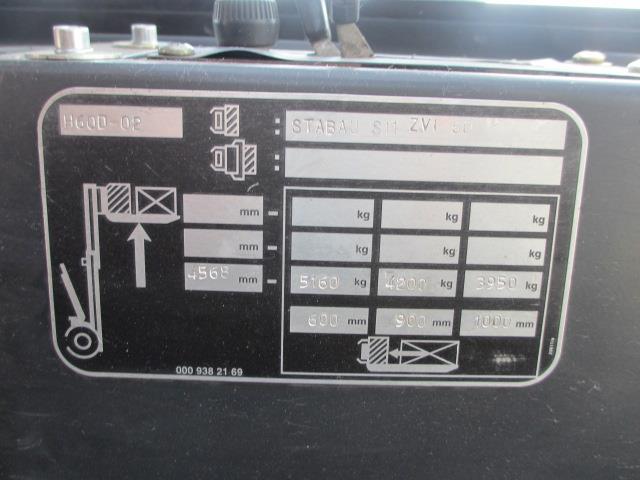 H60D-02 : STABAU S11 ZV
:
mm - kg kg kg
mm - kg kg kg
4568 mm - 5160 kg 4200 kg 3950 kg
600 mm 900 mm 1000 mm
000 938 21 69